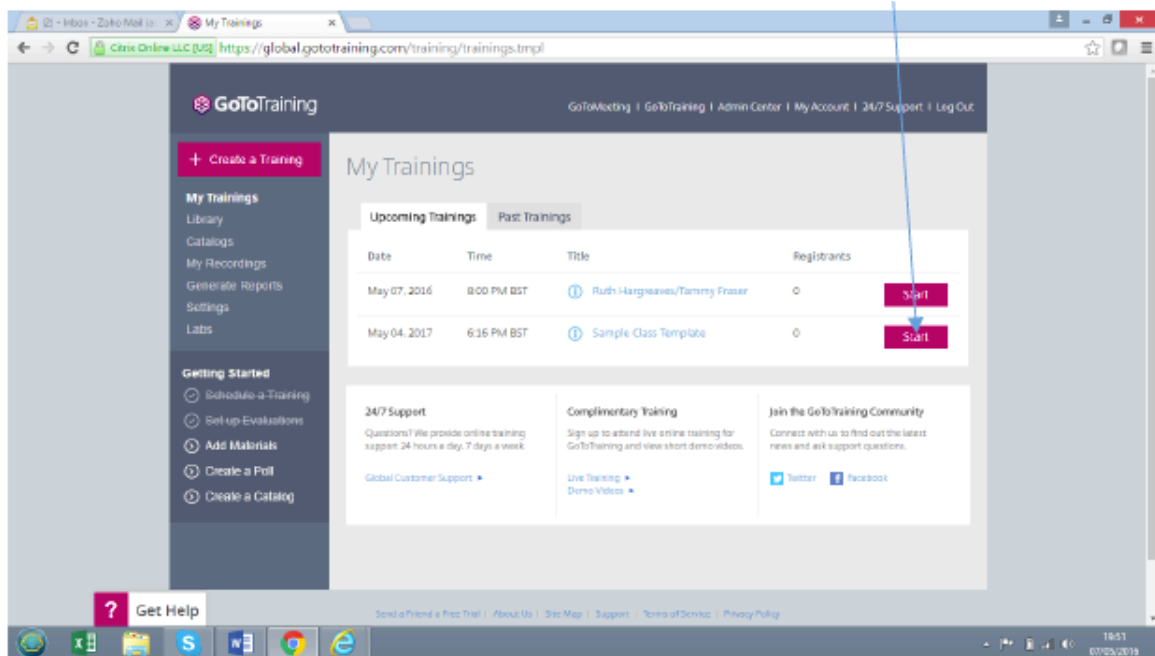 (2) - Inbox - Zoho Mail (al
My Trainings
Citrix Online LLC [US] https://global.gototraining.com/training/trainings.tmpl
GoToTraining
GoToMeeting | GoToTraining | Admin Center | My Account | 24/7 Support | Log Out
+ Create a Training
My Trainings
Library
Catalogs
My Recordings
Generate Reports
Settings
Labs
Getting Started
Schedule a Training
Set up Evaluations
Add Materials
Create a Poll
Create a Catalog
My Trainings
Upcoming Trainings Past Trainings
Date Time Title Registrants
May 07, 2016 8:00 PM BST Ruth Hargreaves/Tammy Fraser 0 Start
May 04, 2017 6:16 PM BST Sample Class Template 0 Start
24/7 Support
Questions? We provide online training
support 24 hours a day, 7 days a week
Global Customer Support
Complimentary Training
Sign up to attend live online training for
GoToTraining and view short demo videos.
Live Training
Demo Videos
Join the GoToTraining Community
Connect with us to find out the latest
news and ask support questions.
Twitter Facebook
? Get Help
Send a Friend a Free Trial | About Us | Site Map | Support | Terms of Service | Privacy Policy
19:51
07/05/2016